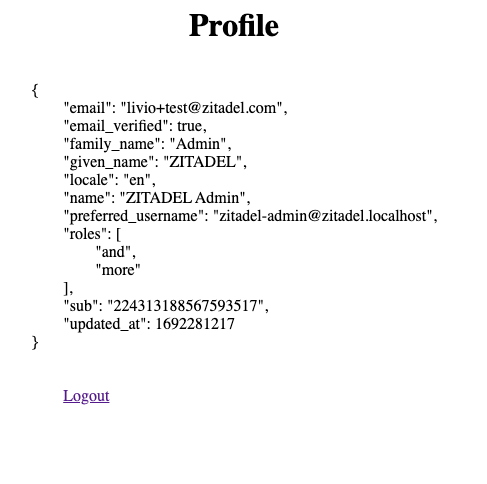 Profile
{
"email": "livio+test@zitadel.com",
"email_verified": true,
"family_name": "Admin",
"given_name": "ZITADEL",
"locale": "en",
"name": "ZITADEL Admin",
"preferred_username": "zitadel-admin@zitadel.localhost",
"roles": [
"and",
"more"
],
"sub": "224313188567593517",
"updated_at": 1692281217
}
Logout